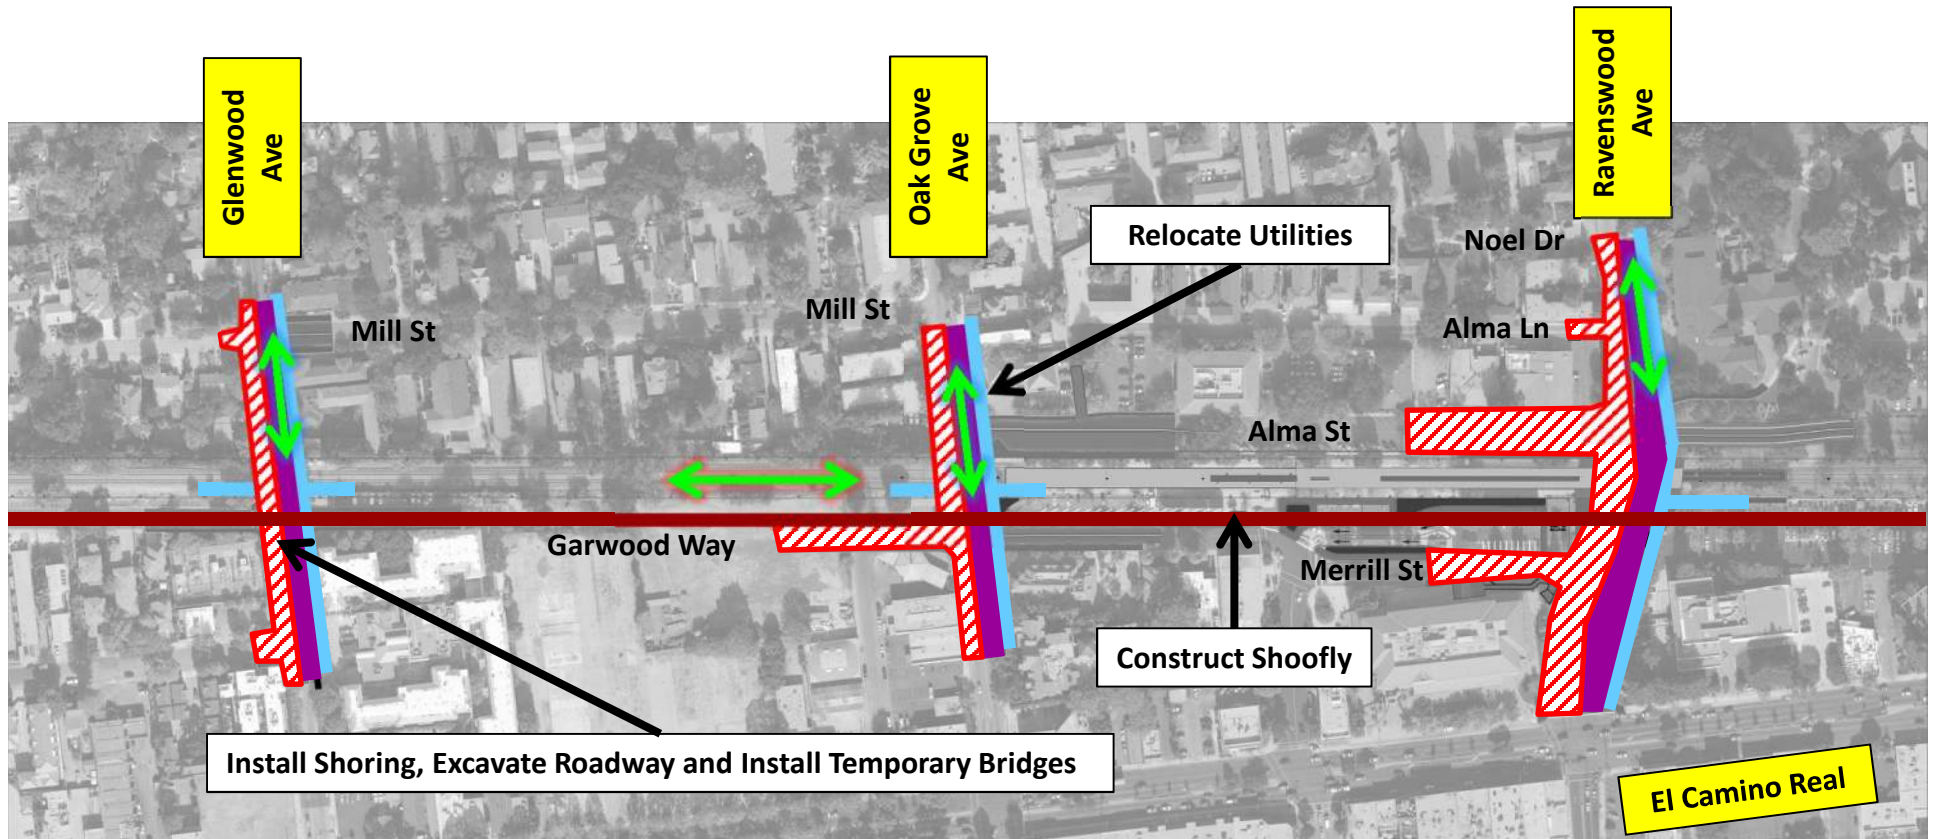 Glenwood
Ave
Oak Grove
Ave
Ravenswood
Ave
Relocate Utilities
Noel Dr
Mill St
Mill St
Alma Ln
Alma St
Garwood Way
Merrill St
Construct Shoofly
Install Shoring, Excavate Roadway and Install Temporary Bridges
El Camino Real